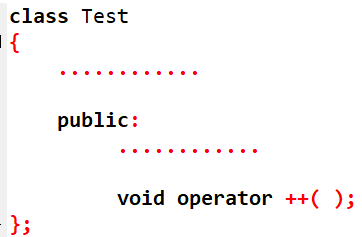 class Test
{
............
public:
............
void operator ++( );
};